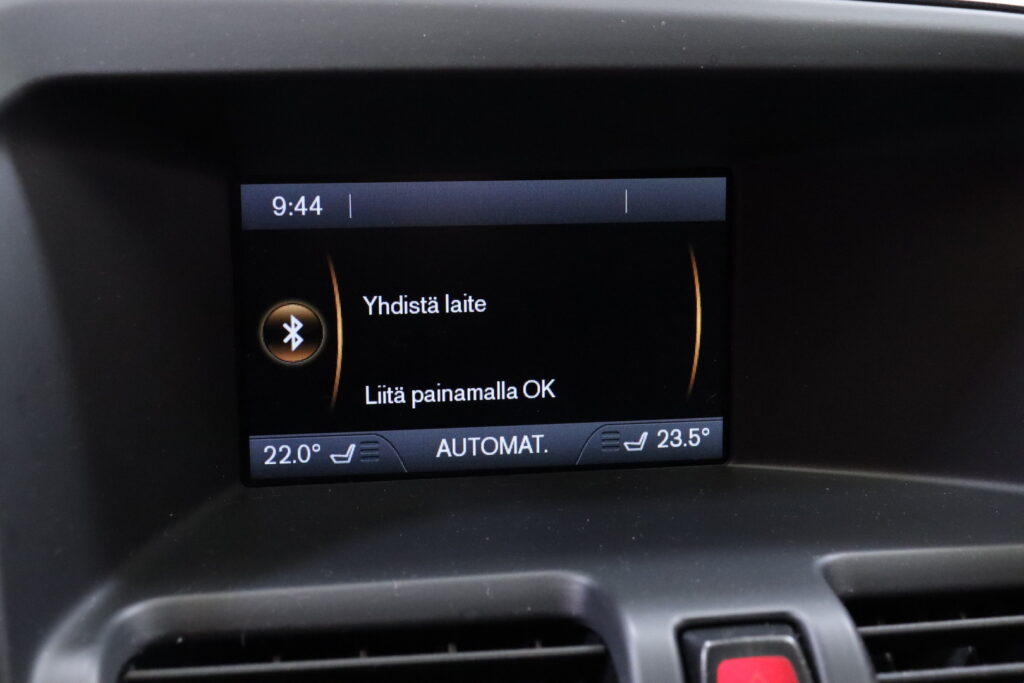 9:44
Yhdistä laite
Liitä painamalla OK
22.0° AUTOMAT. 23.5°